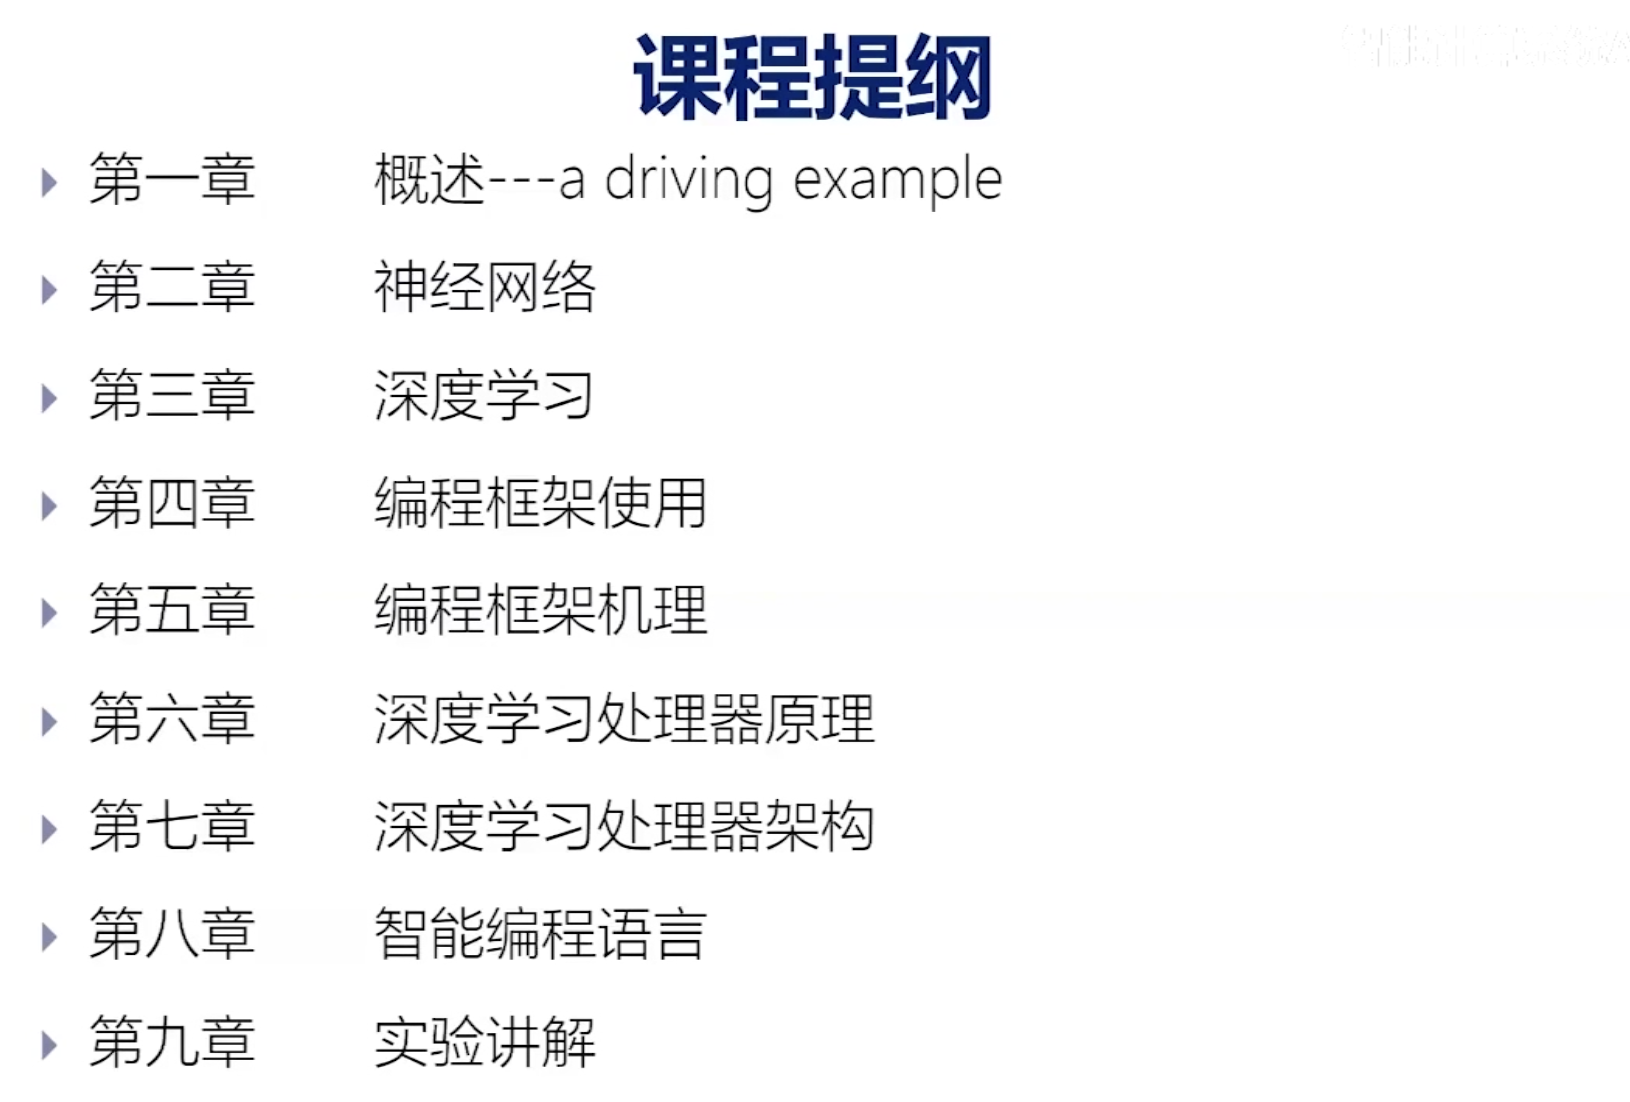 课程提纲
第一章 概述---a driving example
第二章 神经网络
第三章 深度学习
第四章 编程框架使用
第五章 编程框架机理
第六章 深度学习处理器原理
第七章 深度学习处理器架构
第八章 智能编程语言
第九章 实验讲解